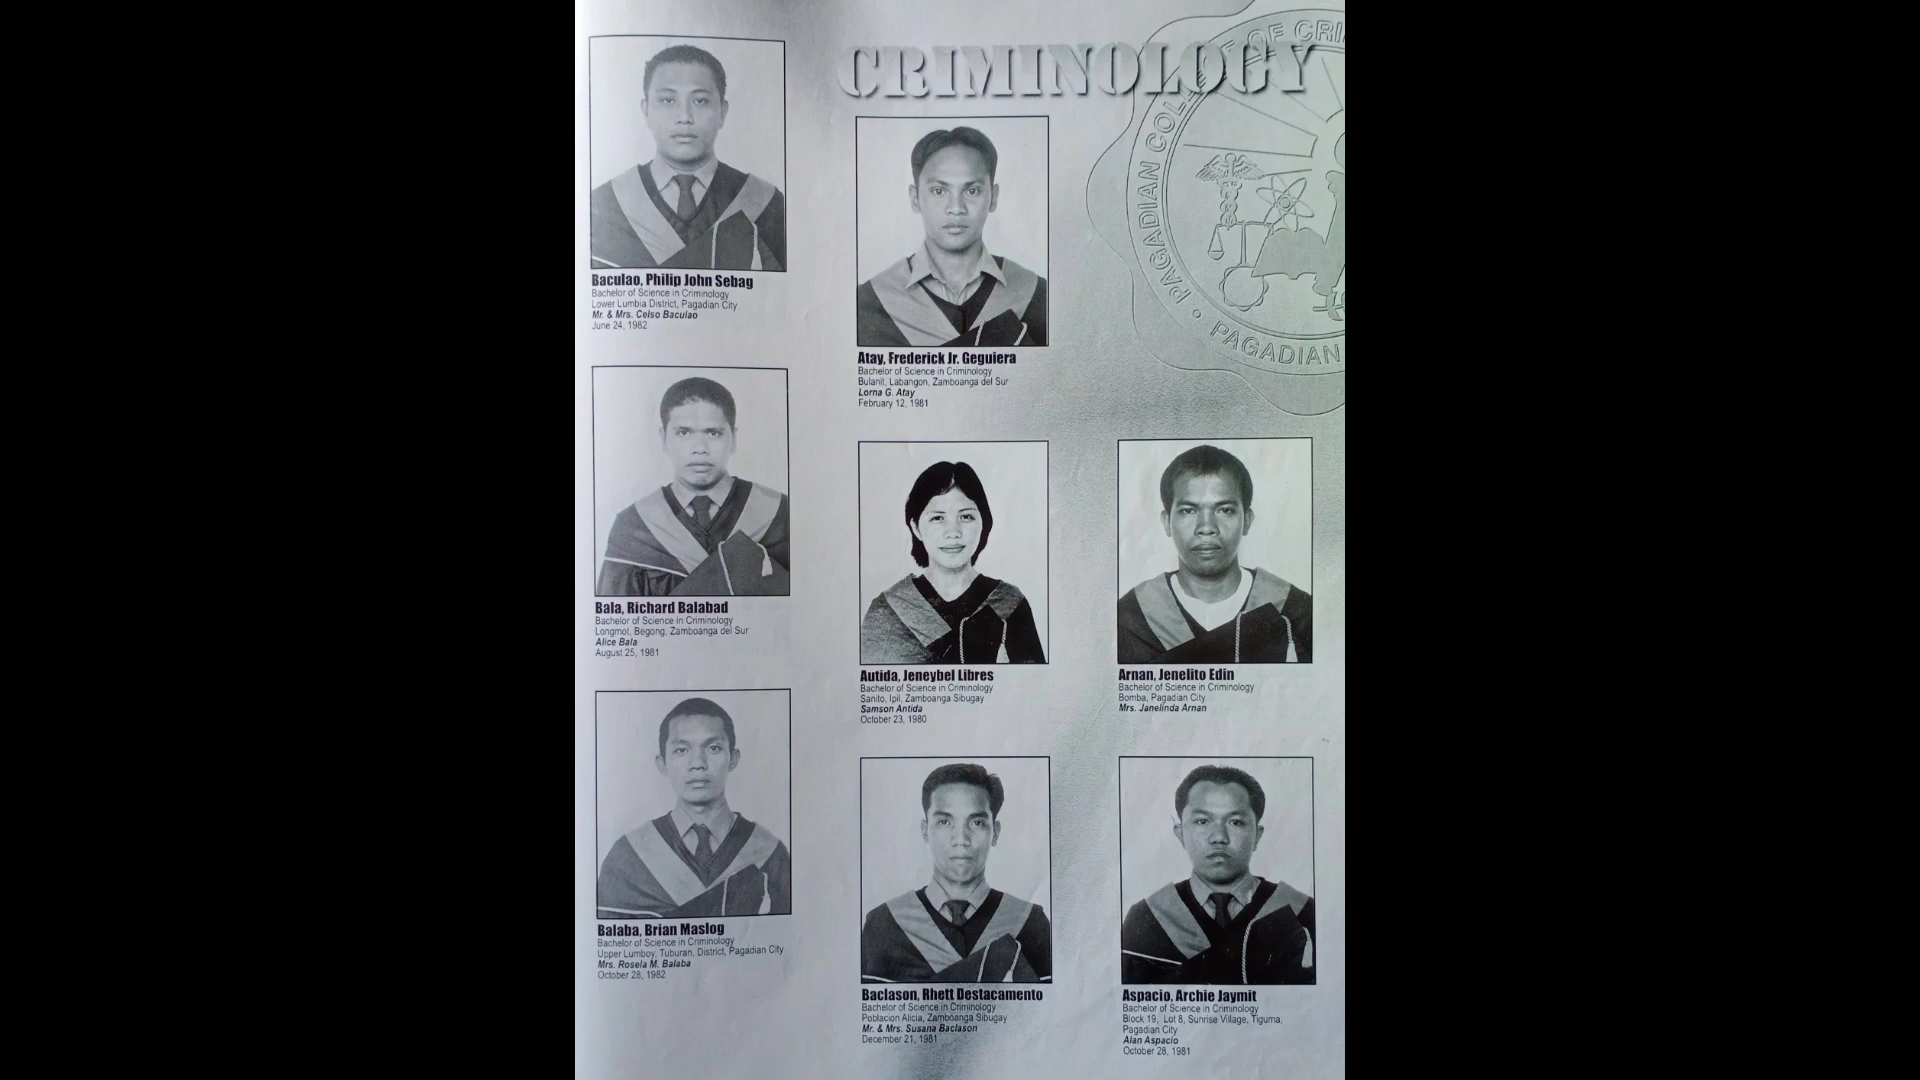 CRIMINOLOGY
PAGADIAN COLL OF CRI
PAGADIAN
Baculao, Philip John Sebag
Bachelor of Science in Criminology
Lower Lumbia District, Pagadian City
Mr. & Mrs. Celso Baculao
June 24, 1982
Bala, Richard Balabad
Bachelor of Science in Criminology
Longmot, Begong, Zamboanga del Sur
Alice Bala
August 25, 1981
Balaba, Brian Maslog
Bachelor of Science in Criminology
Upper Lumboy, Tuburan, District, Pagadian City
Mrs. Rosela M. Balaba
October 28, 1982
Atay, Frederick Jr. Geguiera
Bachelor of Science in Criminology
Bulanit, Labangon, Zamboanga del Sur
Lorna G. Atay
February 12, 1981
Autida, Jeneybel Libres
Bachelor of Science in Criminology
Sanito, Ipil, Zamboanga Sibugay
Samson Antida
October 23, 1980
Baclason, Rhett Destacamento
Bachelor of Science in Criminology
Poblacion Alicia, Zamboanga Sibugay
Mr. & Mrs. Susana Baclason
December 21, 1981
Arnan, Jenelito Edin
Bachelor of Science in Criminology
Bomba, Pagadian City
Mrs. Janelinda Arnan
Aspacio, Archie Jaymit
Bachelor of Science in Criminology
Block 19, Lot 8, Sunrise Village, Tiguma,
Pagadian City
Alan Aspacio
October 28, 1981